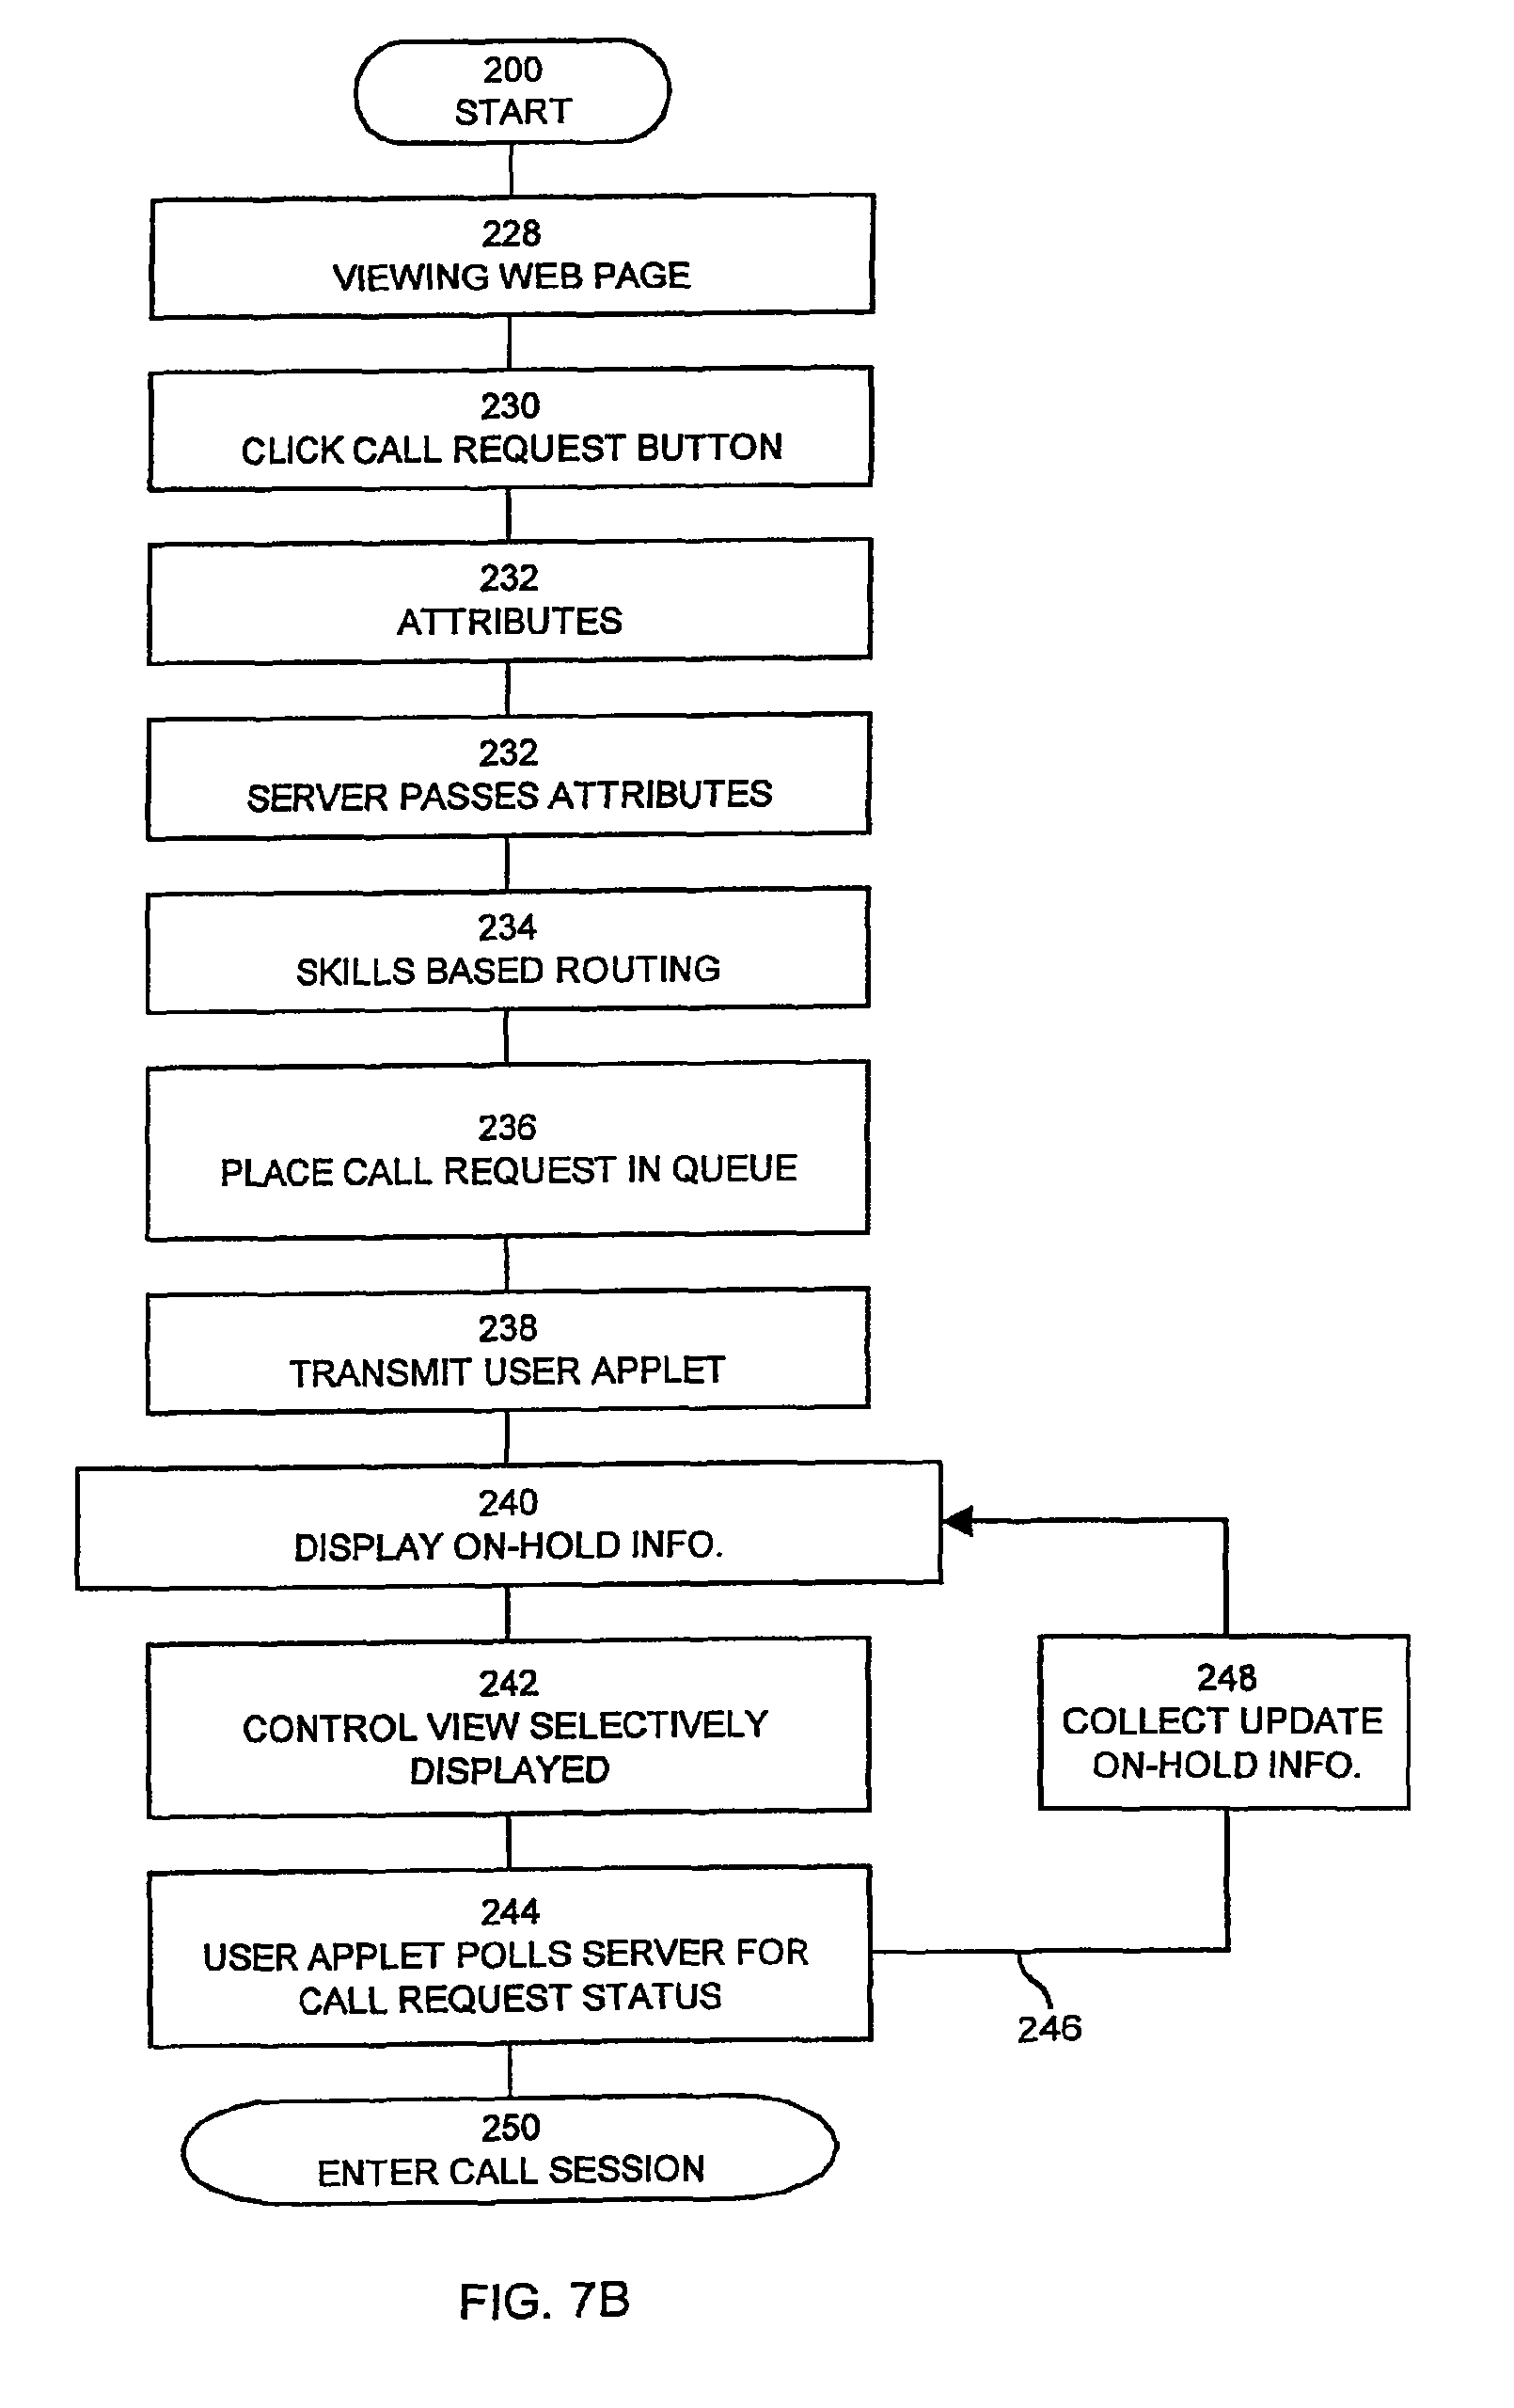 200
START
228
VIEWING WEB PAGE
230
CLICK CALL REQUEST BUTTON
232
ATTRIBUTES
232
SERVER PASSES ATTRIBUTES
234
SKILLS BASED ROUTING
236
PLACE CALL REQUEST IN QUEUE
238
TRANSMIT USER APPLET
240
DISPLAY ON-HOLD INFO.
242
CONTROL VIEW SELECTIVELY
DISPLAYED
248
COLLECT UPDATE
ON-HOLD INFO.
244
USER APPLET POLLS SERVER FOR
CALL REQUEST STATUS
246
250
ENTER CALL SESSION
FIG. 7B